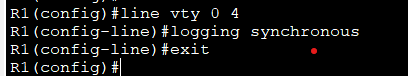 R1(config)#line vty 0 4
R1(config-line)#logging synchronous
R1(config-line)#exit
R1(config)#